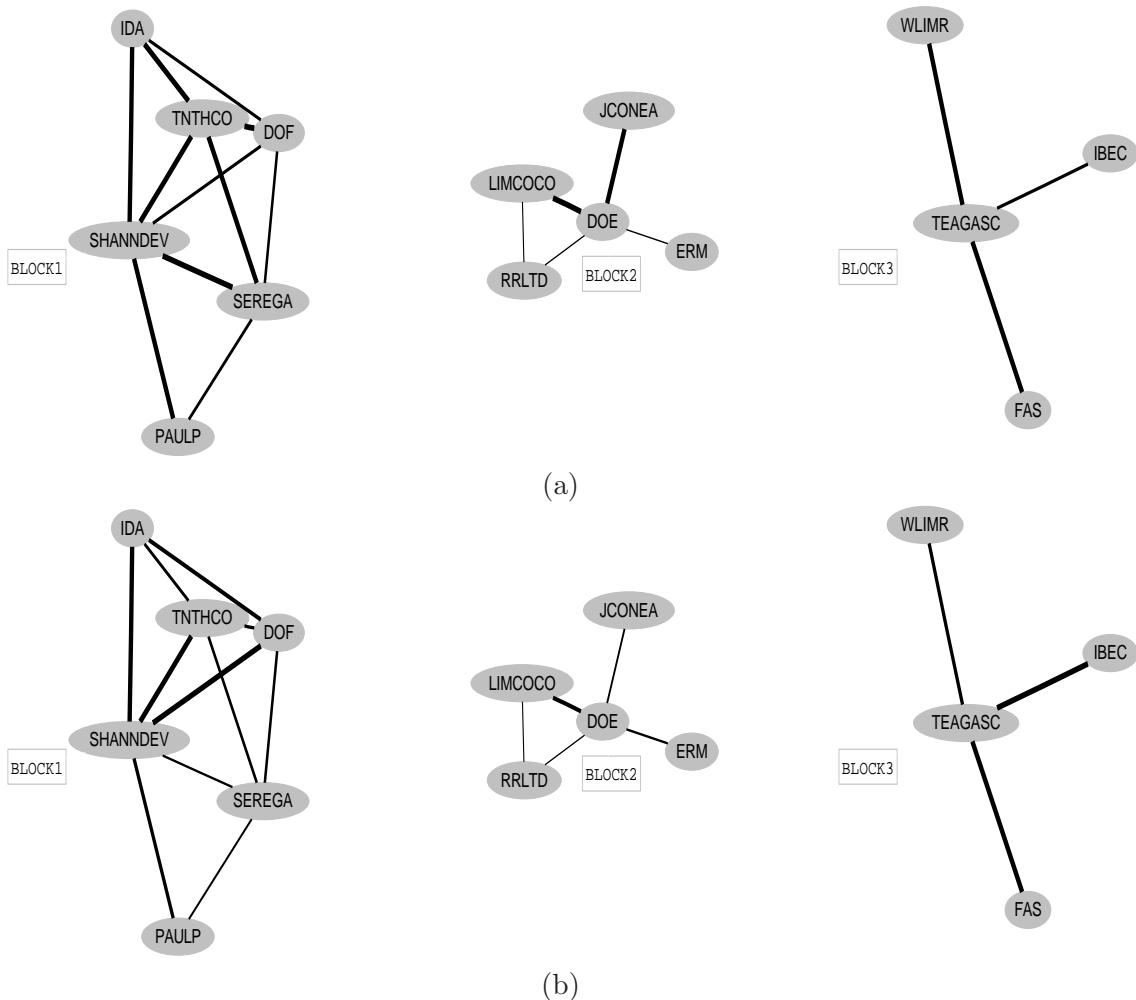 IDA
WLIMR
TNTHCO
DOF
JCONEA
IBEC
LIMCOCO
DOE
TEAGASC
SHANNDEV
ERM
BLOCK1
RRLTD
BLOCK2
BLOCK3
SEREGA
FAS
PAULP
(a)
IDA
WLIMR
TNTHCO
DOF
JCONEA
IBEC
LIMCOCO
DOE
TEAGASC
SHANNDEV
ERM
BLOCK1
RRLTD
BLOCK2
BLOCK3
SEREGA
FAS
PAULP
(b)